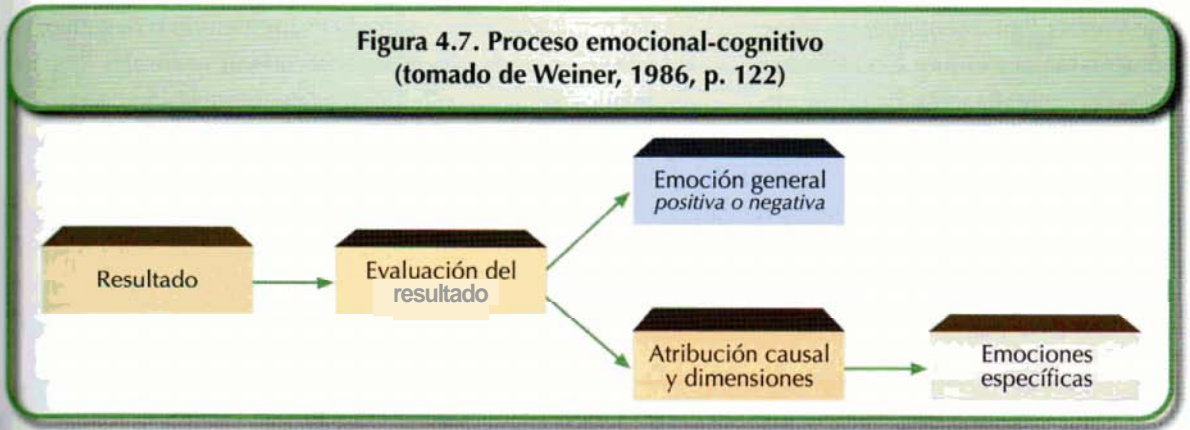 Figura 4.7. Proceso emocional-cognitivo
(tomado de Weiner, 1986, p. 122)
Resultado
Evaluación del
resultado
Emoción general
positiva o negativa
Atribución causal
y dimensiones
Emociones
específicas